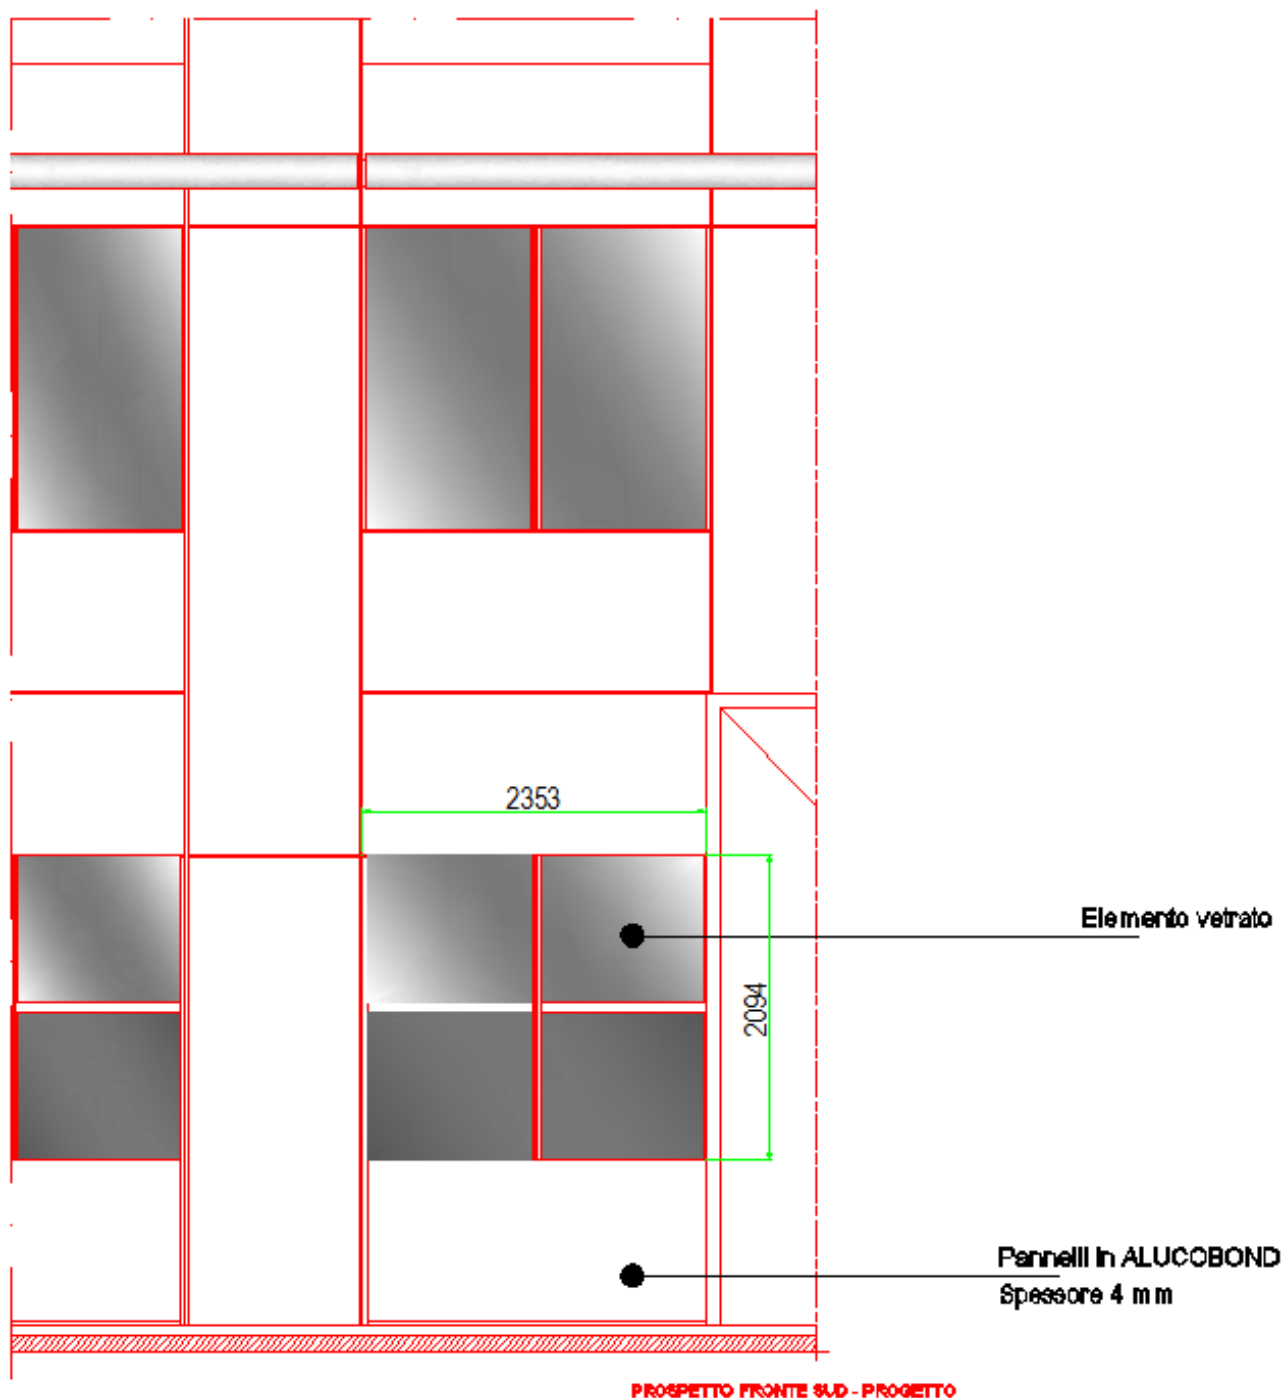 2353
Elemento vetrato
2094
Pannelli in ALUCOBOND
Spessore 4 mm
PROSPETTO FRONTE SUD - PROGETTO